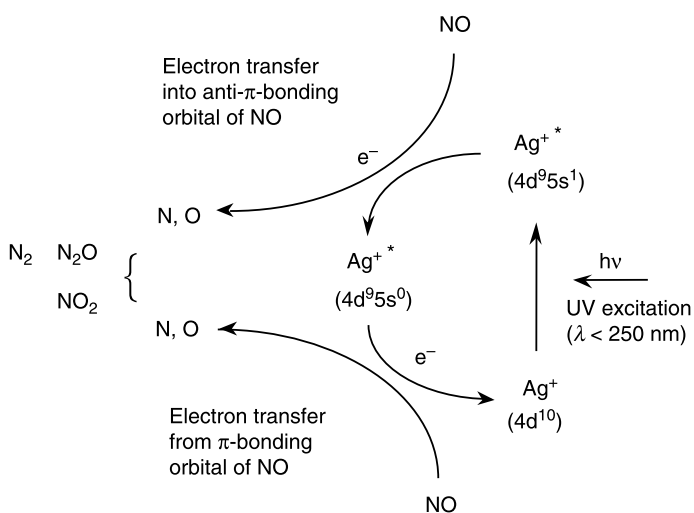 NO
Electron transfer
into anti-π-bonding
orbital of NO
e⁻
Ag⁺ *
(4d⁹5s¹)
N, O
N₂ N₂O
NO₂
Ag⁺ *
(4d⁹5s⁰)
hν
UV excitation
(λ < 250 nm)
N, O
e⁻
Ag⁺
(4d¹⁰)
Electron transfer
from π-bonding
orbital of NO
NO